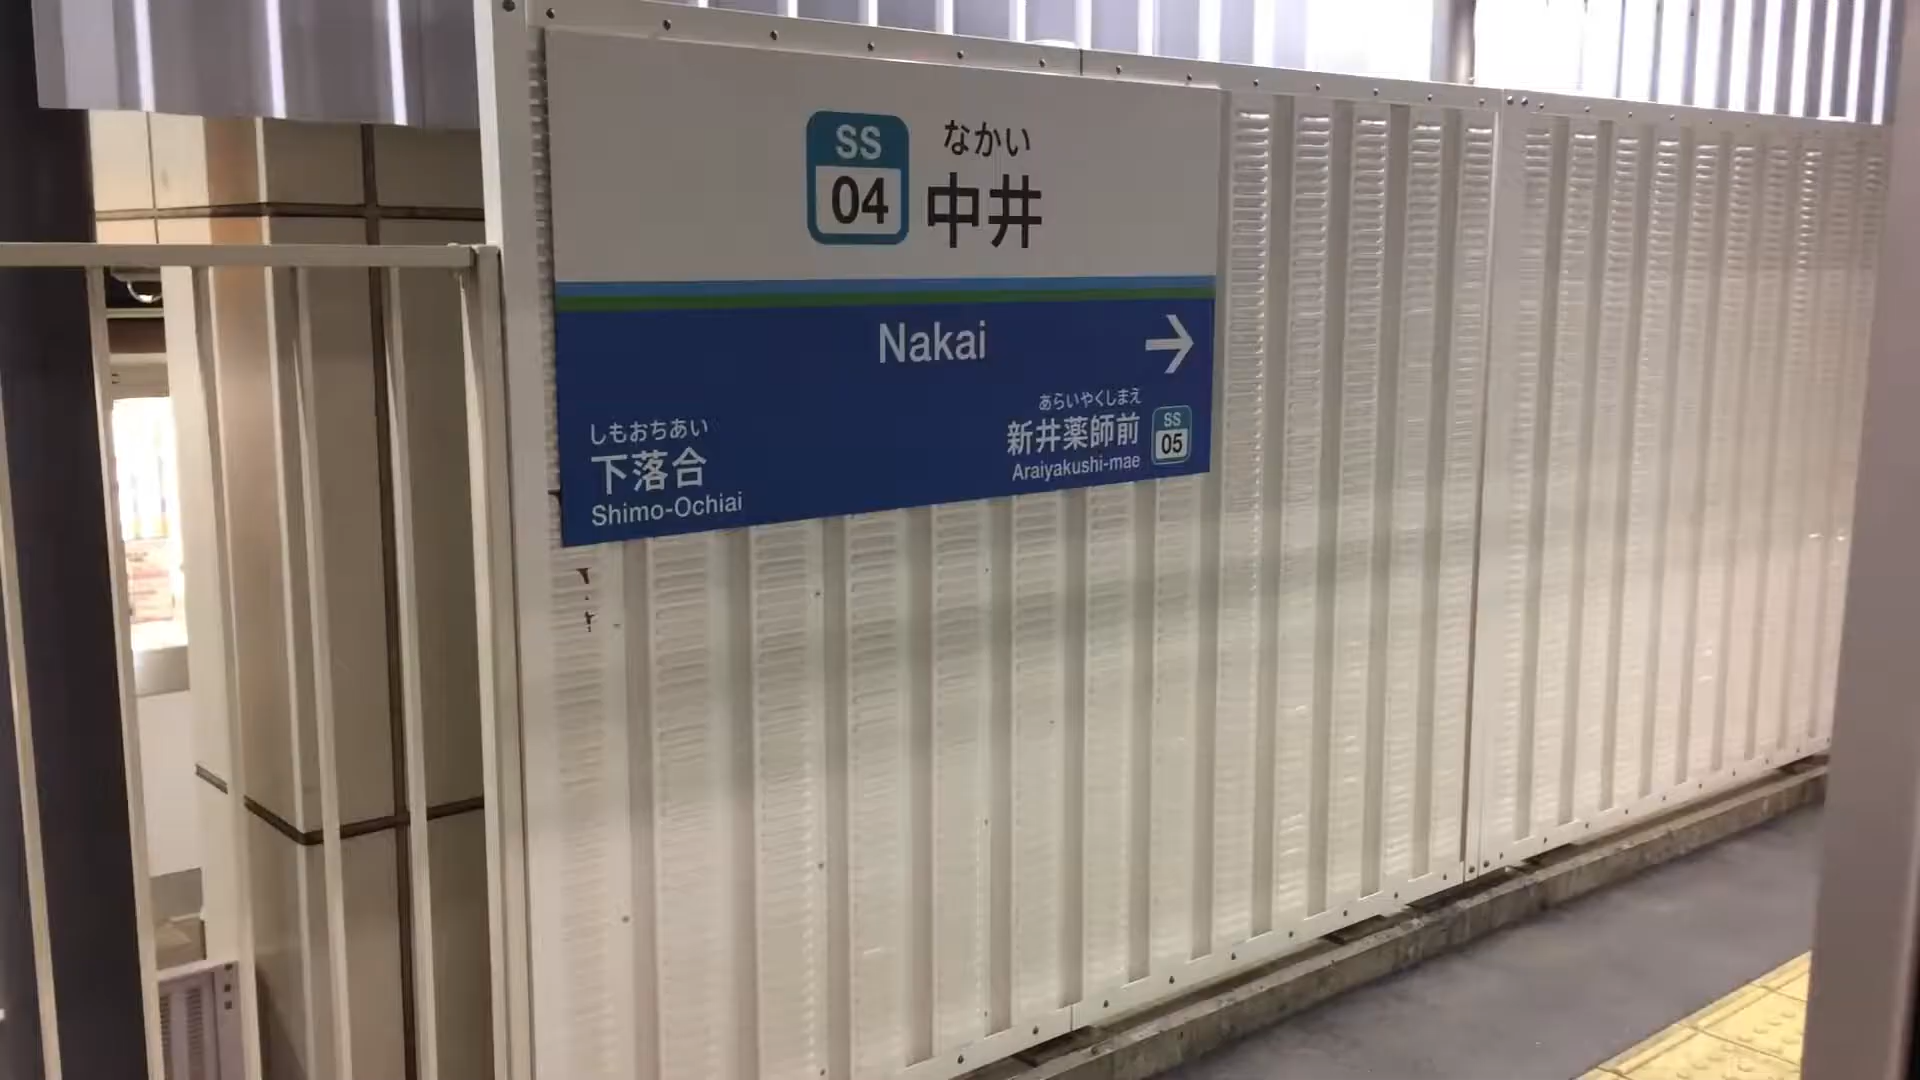 SS
04
なかい
中井
Nakai
→
しもおちあい
下落合
Shimo-Ochiai
あらいやくしまえ
新井薬師前
Araiyakushi-mae
SS
05